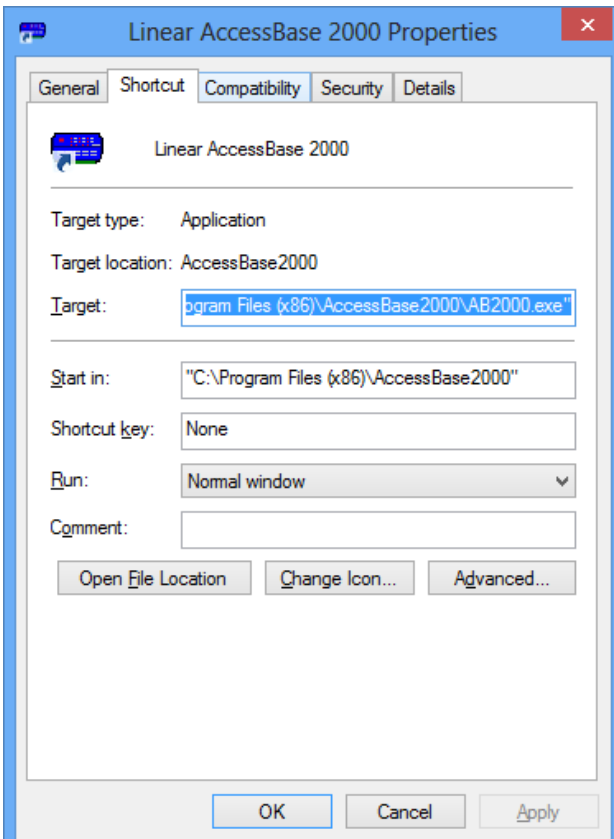 Linear AccessBase 2000 Properties
General Shortcut Compatibility Security Details
Linear AccessBase 2000
Target type: Application
Target location: AccessBase2000
Target: ogram Files (x86)\AccessBase2000\AB2000.exe"
Start in: "C:\Program Files (x86)\AccessBase2000"
Shortcut key: None
Run: Normal window
Comment:
Open File Location Change Icon... Advanced...
OK Cancel Apply